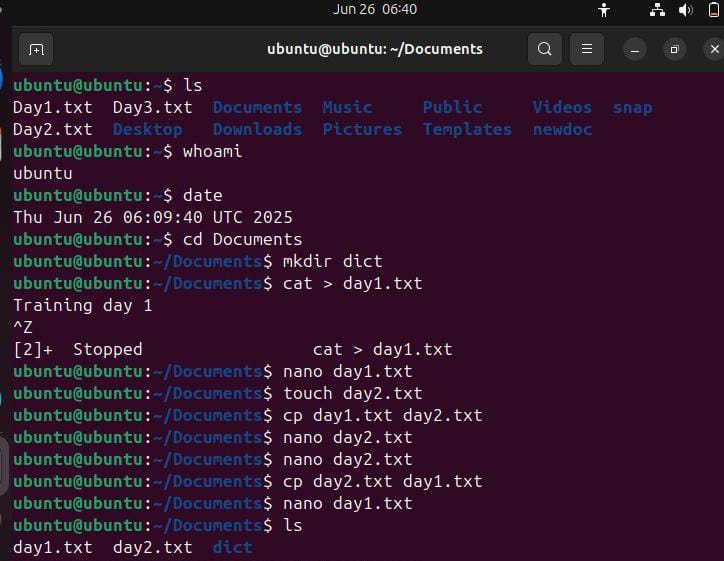 Jun 26 06:40
ubuntu@ubuntu: ~/Documents
ubuntu@ubuntu:~$ ls
Day1.txt  Day3.txt  Documents  Music     Public     Videos  snap
Day2.txt  Desktop   Downloads  Pictures  Templates  newdoc
ubuntu@ubuntu:~$ whoami
ubuntu
ubuntu@ubuntu:~$ date
Thu Jun 26 06:09:40 UTC 2025
ubuntu@ubuntu:~$ cd Documents
ubuntu@ubuntu:~/Documents$ mkdir dict
ubuntu@ubuntu:~/Documents$ cat > day1.txt
Training day 1
^Z
[2]+  Stopped                 cat > day1.txt
ubuntu@ubuntu:~/Documents$ nano day1.txt
ubuntu@ubuntu:~/Documents$ touch day2.txt
ubuntu@ubuntu:~/Documents$ cp day1.txt day2.txt
ubuntu@ubuntu:~/Documents$ nano day2.txt
ubuntu@ubuntu:~/Documents$ nano day2.txt
ubuntu@ubuntu:~/Documents$ cp day2.txt day1.txt
ubuntu@ubuntu:~/Documents$ nano day1.txt
ubuntu@ubuntu:~/Documents$ ls
day1.txt  day2.txt  dict